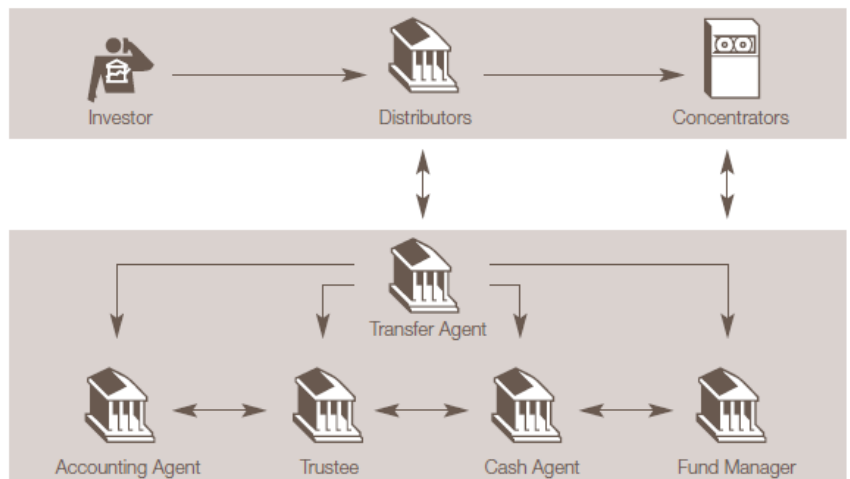 Investor
Distributors
Concentrators
Transfer Agent
Accounting Agent
Trustee
Cash Agent
Fund Manager